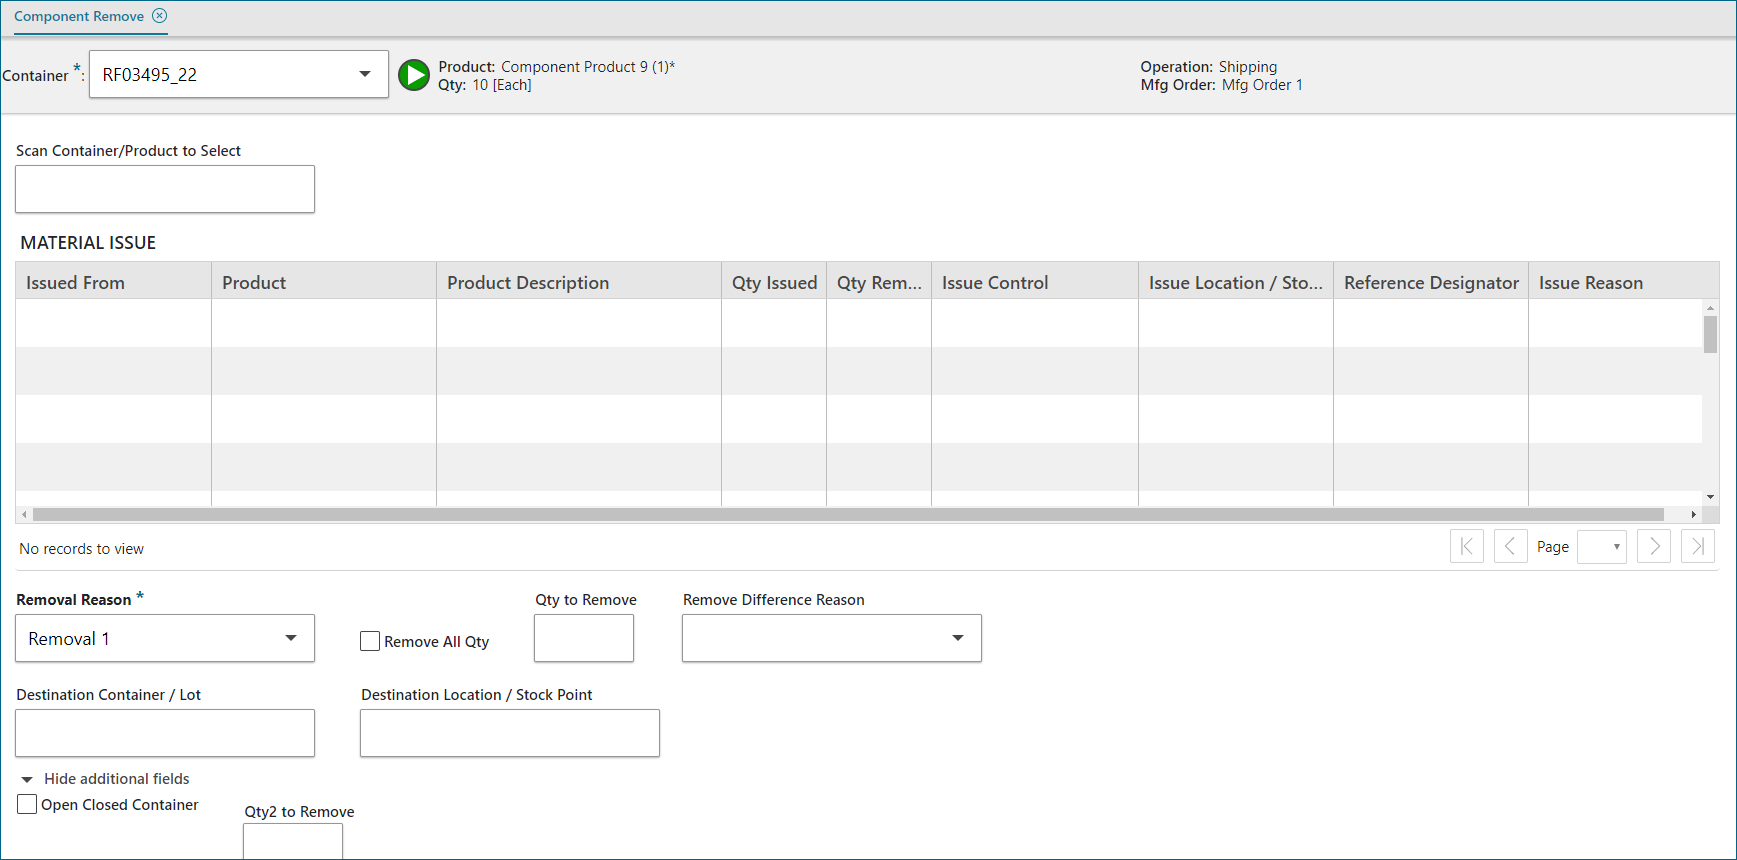 Component Remove
Container *:
RF03495_22
Product: Component Product 9 (1)*
Qty: 10 [Each]
Operation: Shipping
Mfg Order: Mfg Order 1
Scan Container/Product to Select
MATERIAL ISSUE
Issued From Product Product Description Qty Issued Qty Rem... Issue Control Issue Location / Sto... Reference Designator Issue Reason
No records to view
Page
Removal Reason *
Removal 1
Remove All Qty
Qty to Remove
Remove Difference Reason
Destination Container / Lot
Destination Location / Stock Point
Hide additional fields
Open Closed Container
Qty2 to Remove